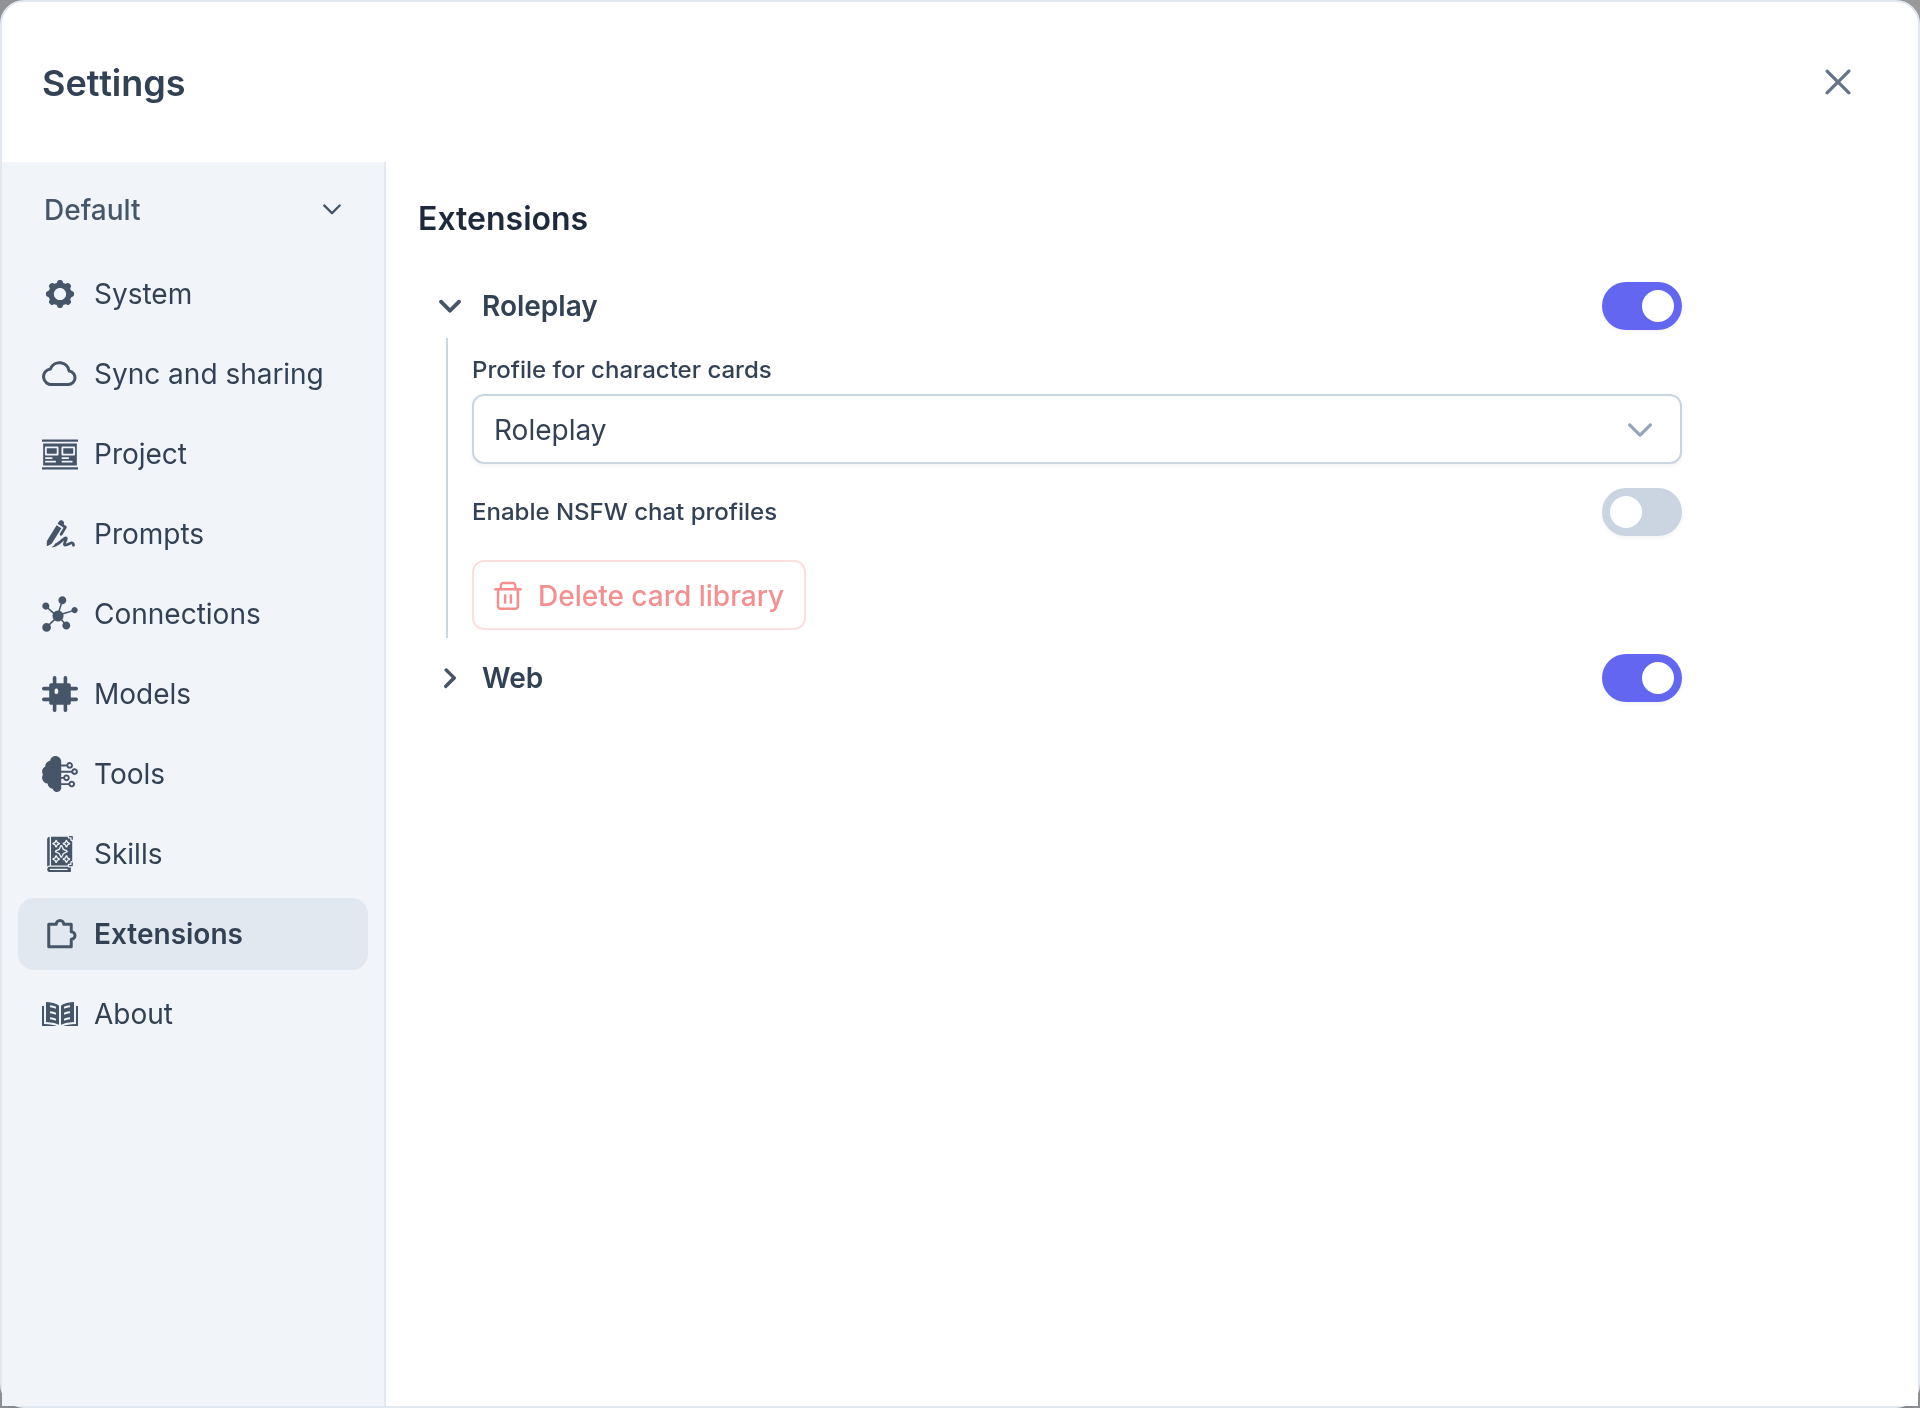 Settings
Default
System
Sync and sharing
Project
Prompts
Connections
Models
Tools
Skills
Extensions
About
Extensions
Roleplay
Profile for character cards
Roleplay
Enable NSFW chat profiles
Delete card library
Web